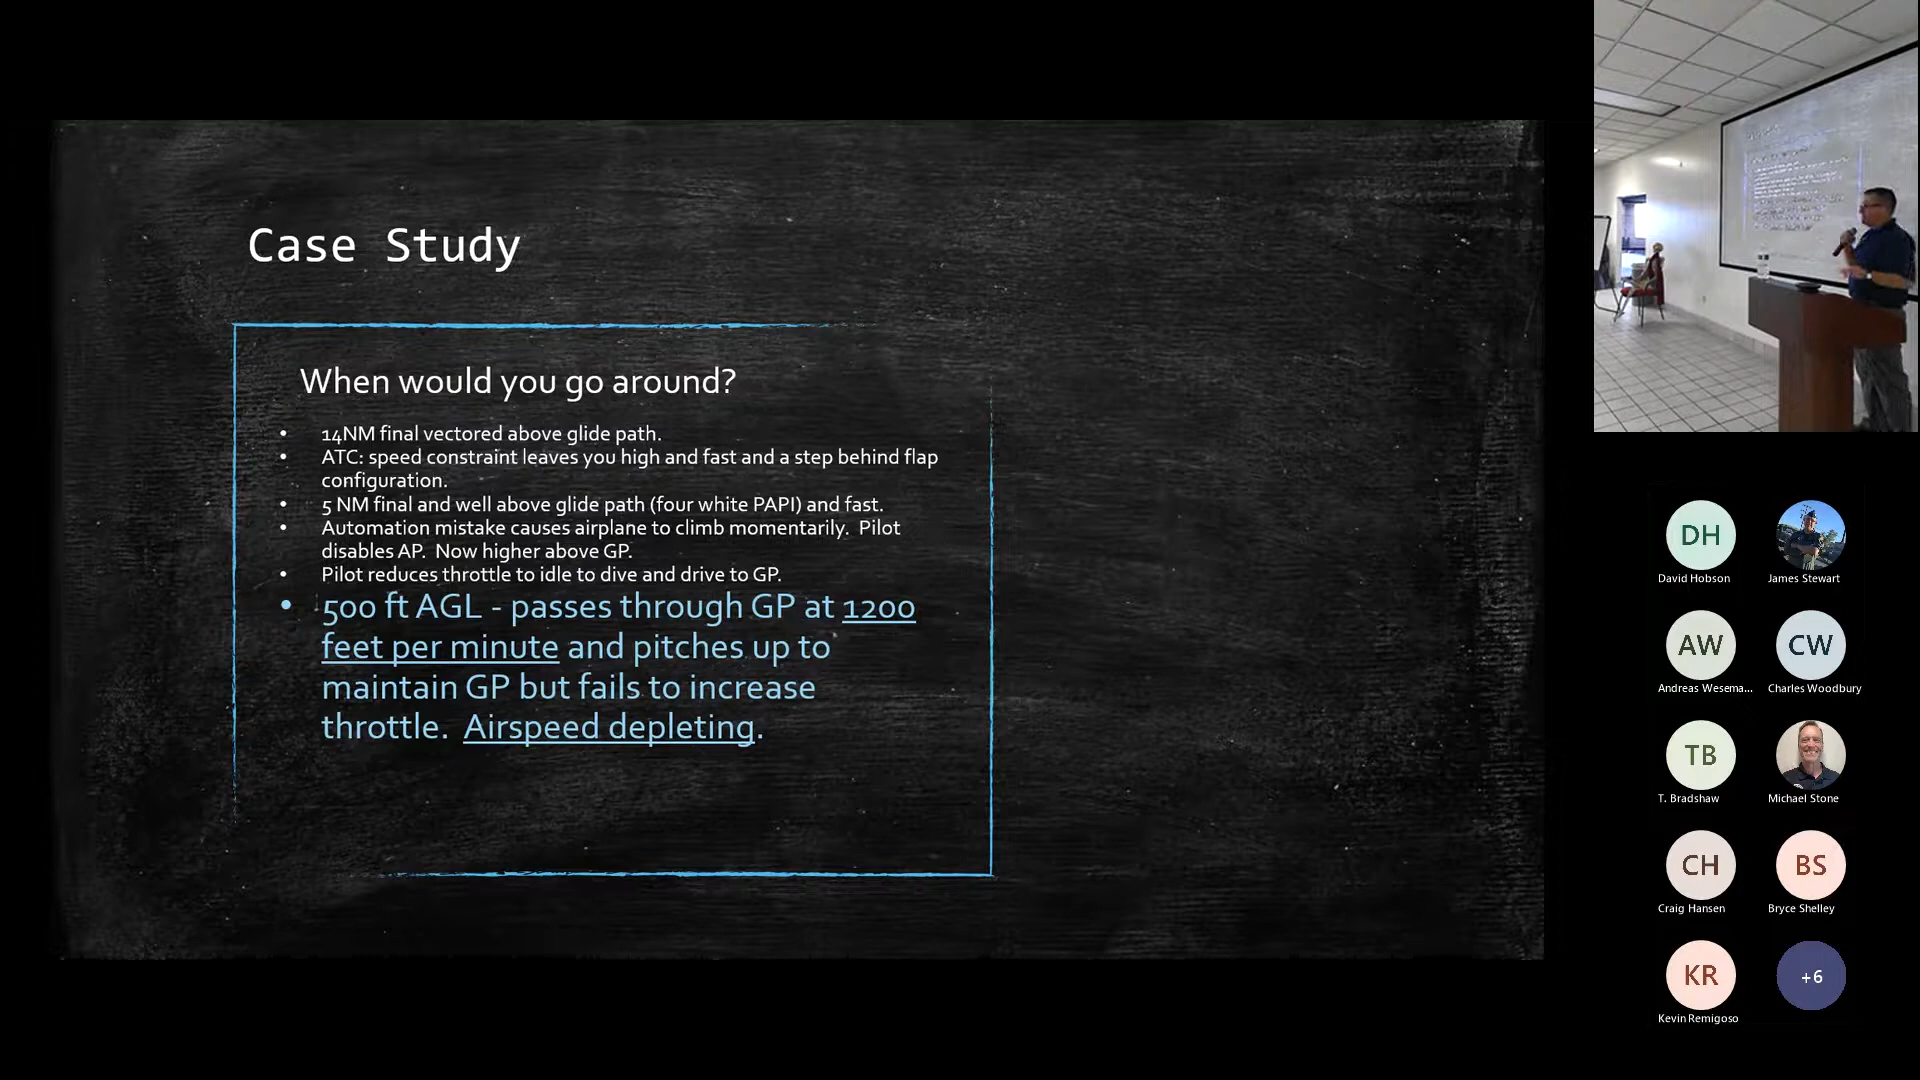 Case Study
When would you go around?
• 14NM final vectored above glide path.
• ATC: speed constraint leaves you high and fast and a step behind flap
configuration.
• 5 NM final and well above glide path (four white PAPI) and fast.
• Automation mistake causes airplane to climb momentarily.  Pilot
disables AP.  Now higher above GP.
• Pilot reduces throttle to idle to dive and drive to GP.
• 500 ft AGL - passes through GP at 1200
feet per minute and pitches up to
maintain GP but fails to increase
throttle.  Airspeed depleting.
DH
David Hobson
James Stewart
AW
Andreas Wesema...
CW
Charles Woodbury
TB
T. Bradshaw
Michael Stone
CH
Craig Hansen
BS
Bryce Shelley
KR
Kevin Remigoso
+6